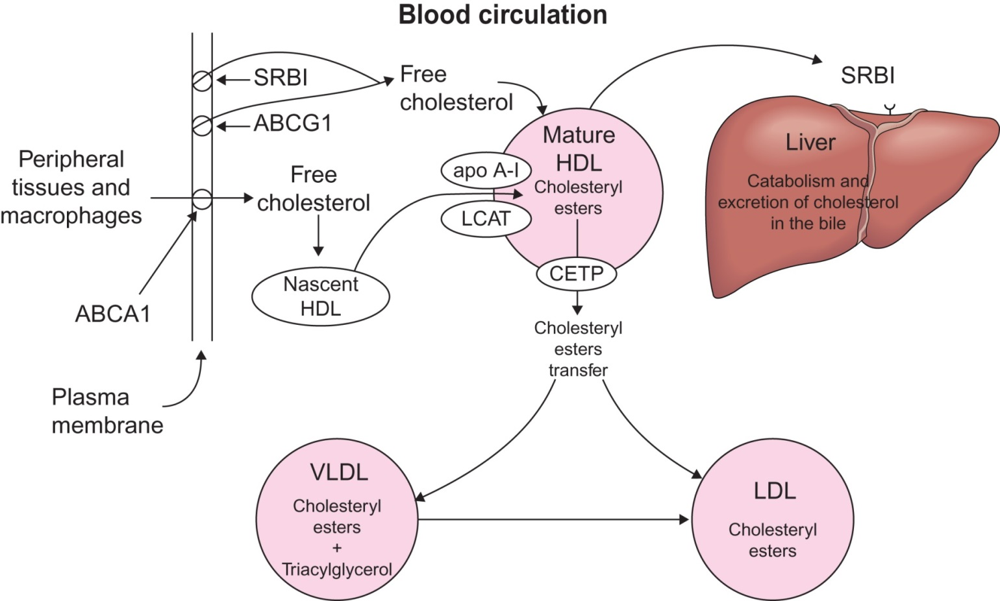 Blood circulation
SRBI
ABCG1
Free
cholesterol
SRBI
Peripheral
tissues and
macrophages
Free
cholesterol
ABCA1
Nascent
HDL
Plasma
membrane
Mature
HDL
Cholesteryl
esters
apo A-I
LCAT
CETP
Liver
Catabolism and
excretion of cholesterol
in the bile
Cholesteryl
esters
transfer
VLDL
Cholesteryl
esters
+
Triacylglycerol
LDL
Cholesteryl
esters